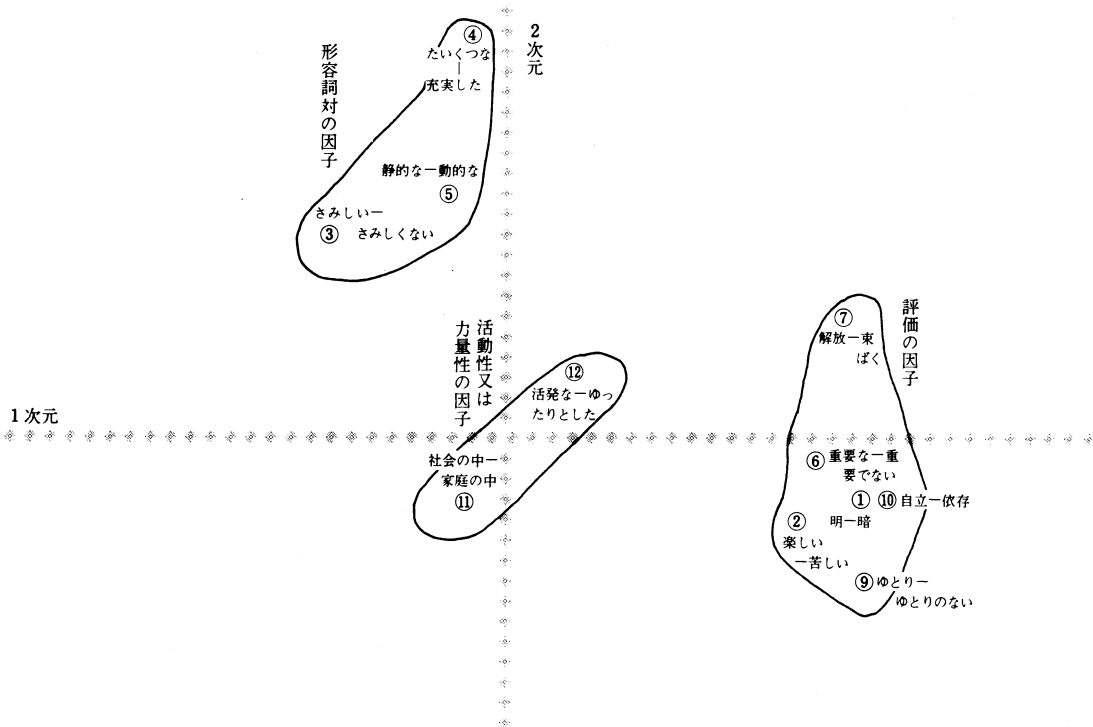 2次元
形容詞対の因子
④
たいくつな
｜
充実した
静的な―動的な
⑤
さみしい―
③ さみしくない
活動性又は
力量性の因子
⑫
活発な―ゆっ
たりとした
評価の因子
⑦
解放―束
ばく
1次元
社会の中―
家庭の中
⑪
⑥ 重要な―重
要でない
① ⑩ 自立―依存
② 明―暗
楽しい
―苦しい
⑨ ゆとり―
ゆとりのない